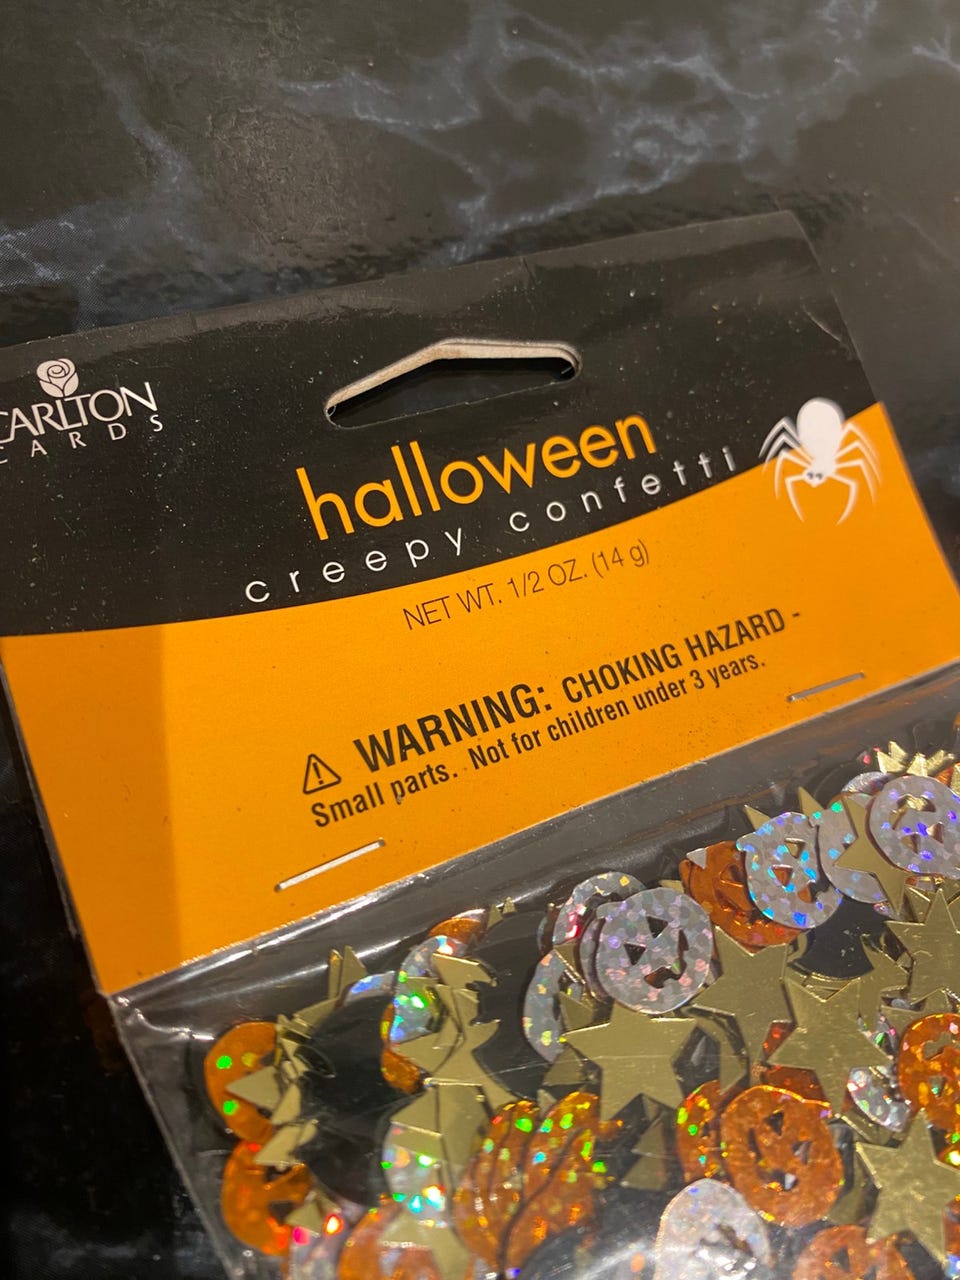 CARLTON
CARDS
halloween
creepy confetti
NET WT. 1/2 OZ. (14 g)
⚠ WARNING: CHOKING HAZARD -
Small parts. Not for children under 3 years.